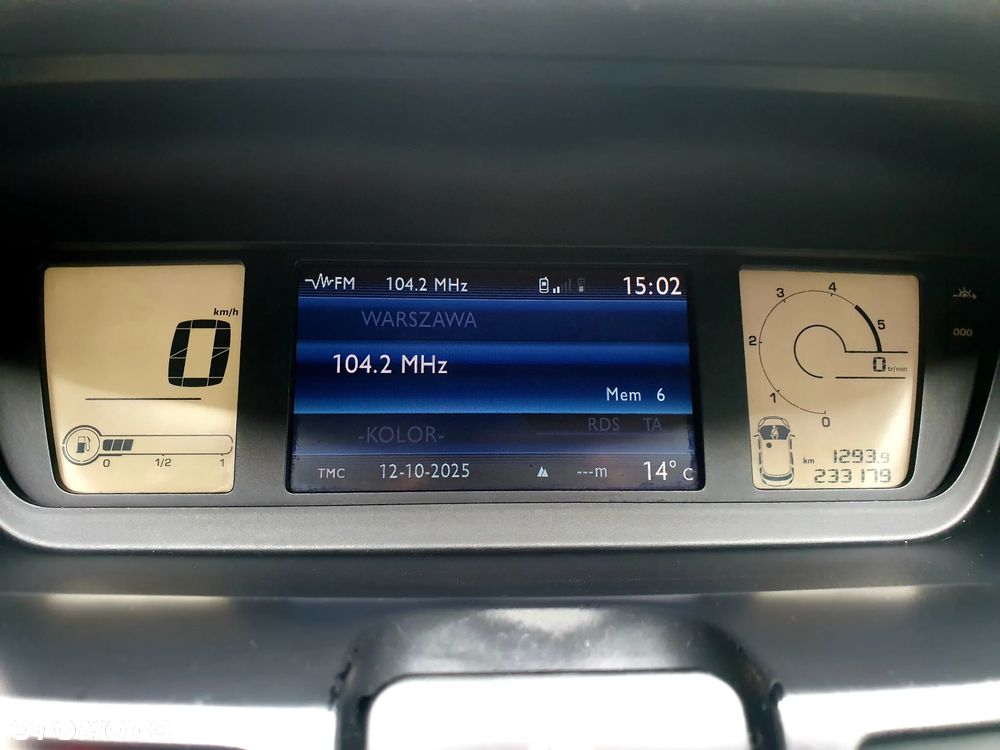 km/h
0
0 1/2 1
FM 104.2 MHz 15:02
WARSZAWA
104.2 MHz
Mem 6
RDS TA
-KOLOR-
TMC 12-10-2025 ---m 14° C
0 1 2 3 4 5
0 tr/min
km 1293.9
233179
OTOMOTO